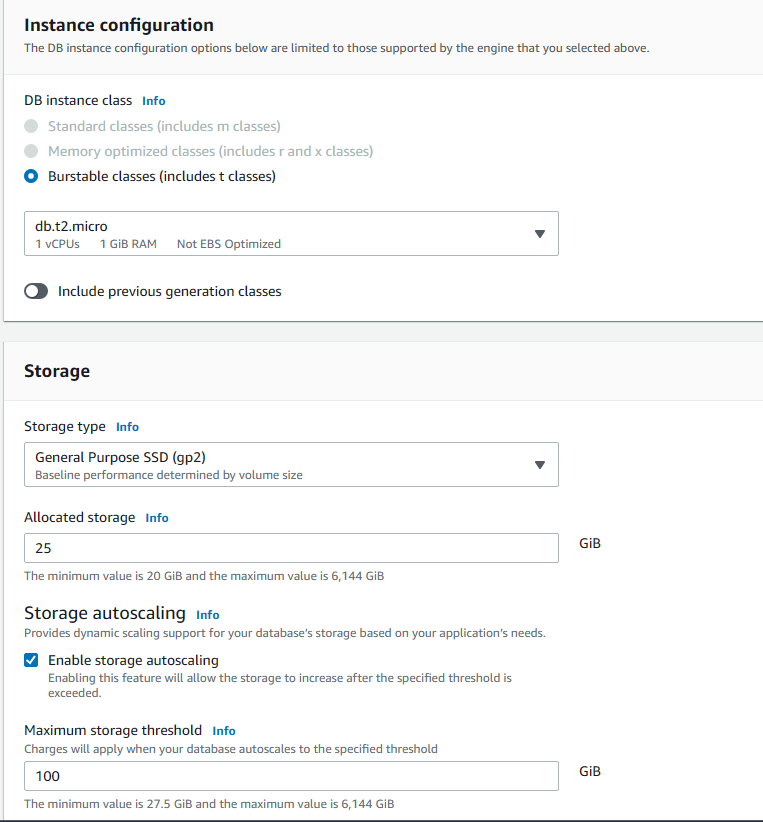 Instance configuration
The DB instance configuration options below are limited to those supported by the engine that you selected above.
DB instance class Info
Standard classes (includes m classes)
Memory optimized classes (includes r and x classes)
Burstable classes (includes t classes)
db.t2.micro
1 vCPUs 1 GiB RAM Not EBS Optimized
Include previous generation classes
Storage
Storage type Info
General Purpose SSD (gp2)
Baseline performance determined by volume size
Allocated storage Info
25 GiB
The minimum value is 20 GiB and the maximum value is 6,144 GiB
Storage autoscaling Info
Provides dynamic scaling support for your database's storage based on your application's needs.
Enable storage autoscaling
Enabling this feature will allow the storage to increase after the specified threshold is
exceeded.
Maximum storage threshold Info
Charges will apply when your database autoscales to the specified threshold
100 GiB
The minimum value is 27.5 GiB and the maximum value is 6,144 GiB